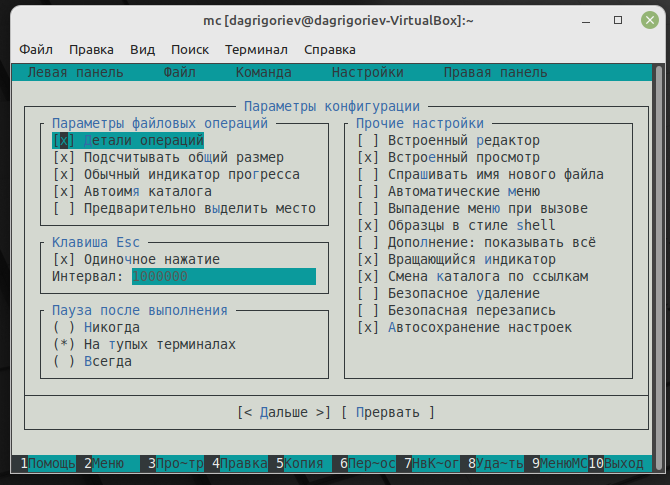 mc [dagrigoriev@dagrigoriev-VirtualBox]:~
Файл Правка Вид Поиск Терминал Справка
Левая панель Файл Команда Настройки Правая панель
Параметры конфигурации
Параметры файловых операций
[x] Детали операций
[x] Подсчитывать общий размер
[x] Обычный индикатор прогресса
[x] Автоимя каталога
[ ] Предварительно выделить место
Клавиша Esc
[x] Одиночное нажатие
Интервал: 1000000
Пауза после выполнения
( ) Никогда
(*) На тупых терминалах
( ) Всегда
Прочие настройки
[ ] Встроенный редактор
[x] Встроенный просмотр
[ ] Спрашивать имя нового файла
[ ] Автоматические меню
[ ] Выпадение меню при вызове
[x] Образцы в стиле shell
[ ] Дополнение: показывать всё
[x] Вращающийся индикатор
[x] Смена каталога по ссылкам
[ ] Безопасное удаление
[ ] Безопасная перезапись
[x] Автосохранение настроек
[< Дальше >] [ Прервать ]
1Помощь 2Меню 3Про~тр 4Правка 5Копия 6Пер~ос 7НвК~ог 8Уда~ть 9МенюМС 10Выход